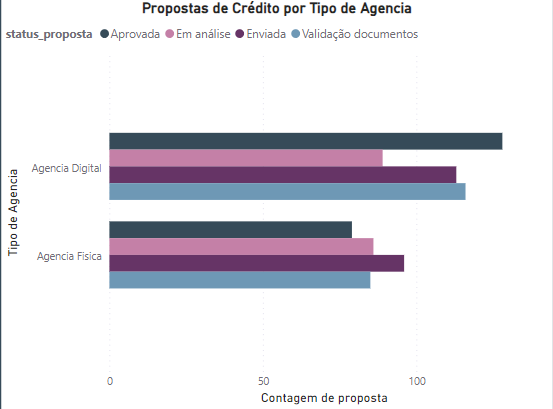 Propostas de Crédito por Tipo de Agencia
status_proposta Aprovada Em análise Enviada Validação documentos
Tipo de Agencia
Agencia Digital
Agencia Fisica
0 50 100
Contagem de proposta